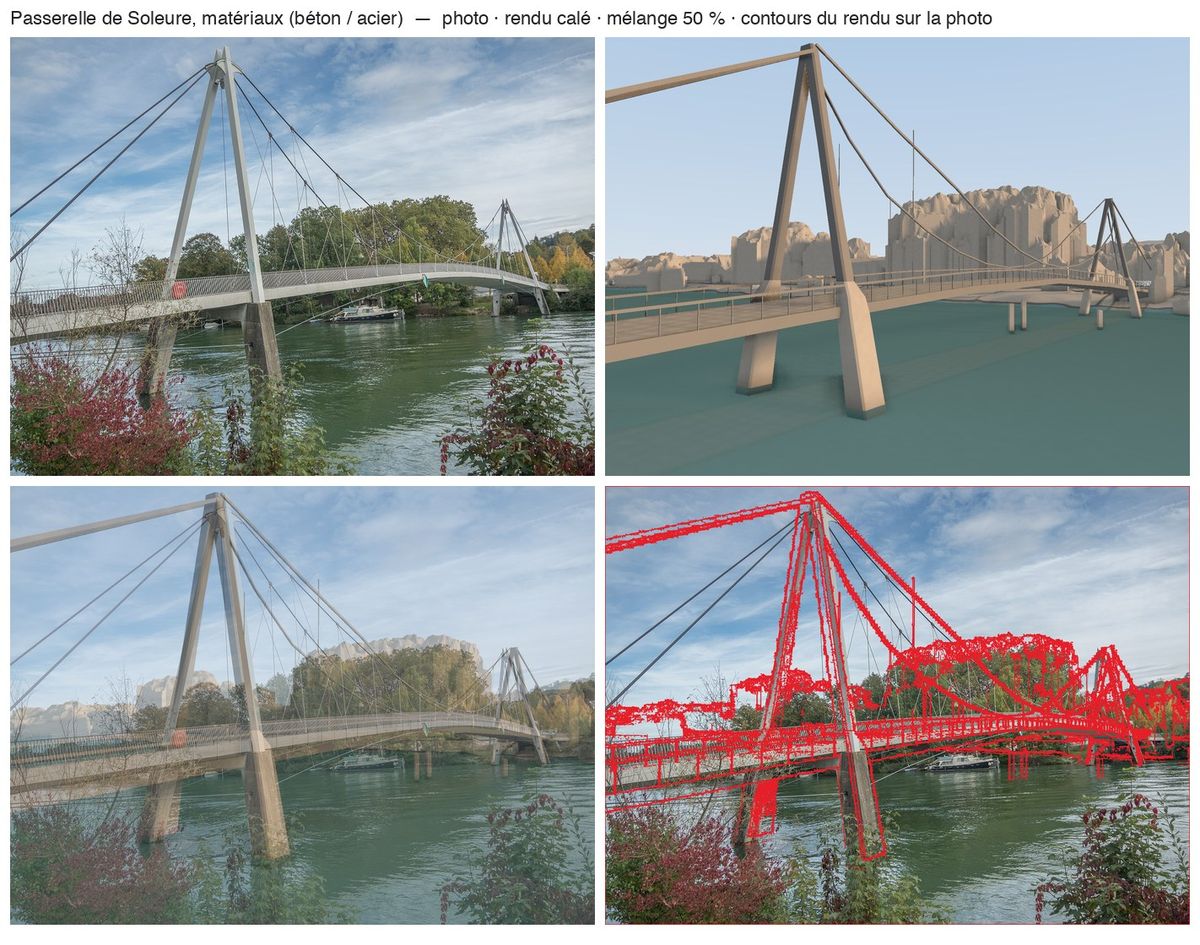 Passerelle de Soleure, matériaux (béton / acier)  —  photo · rendu calé · mélange 50 % · contours du rendu sur la photo